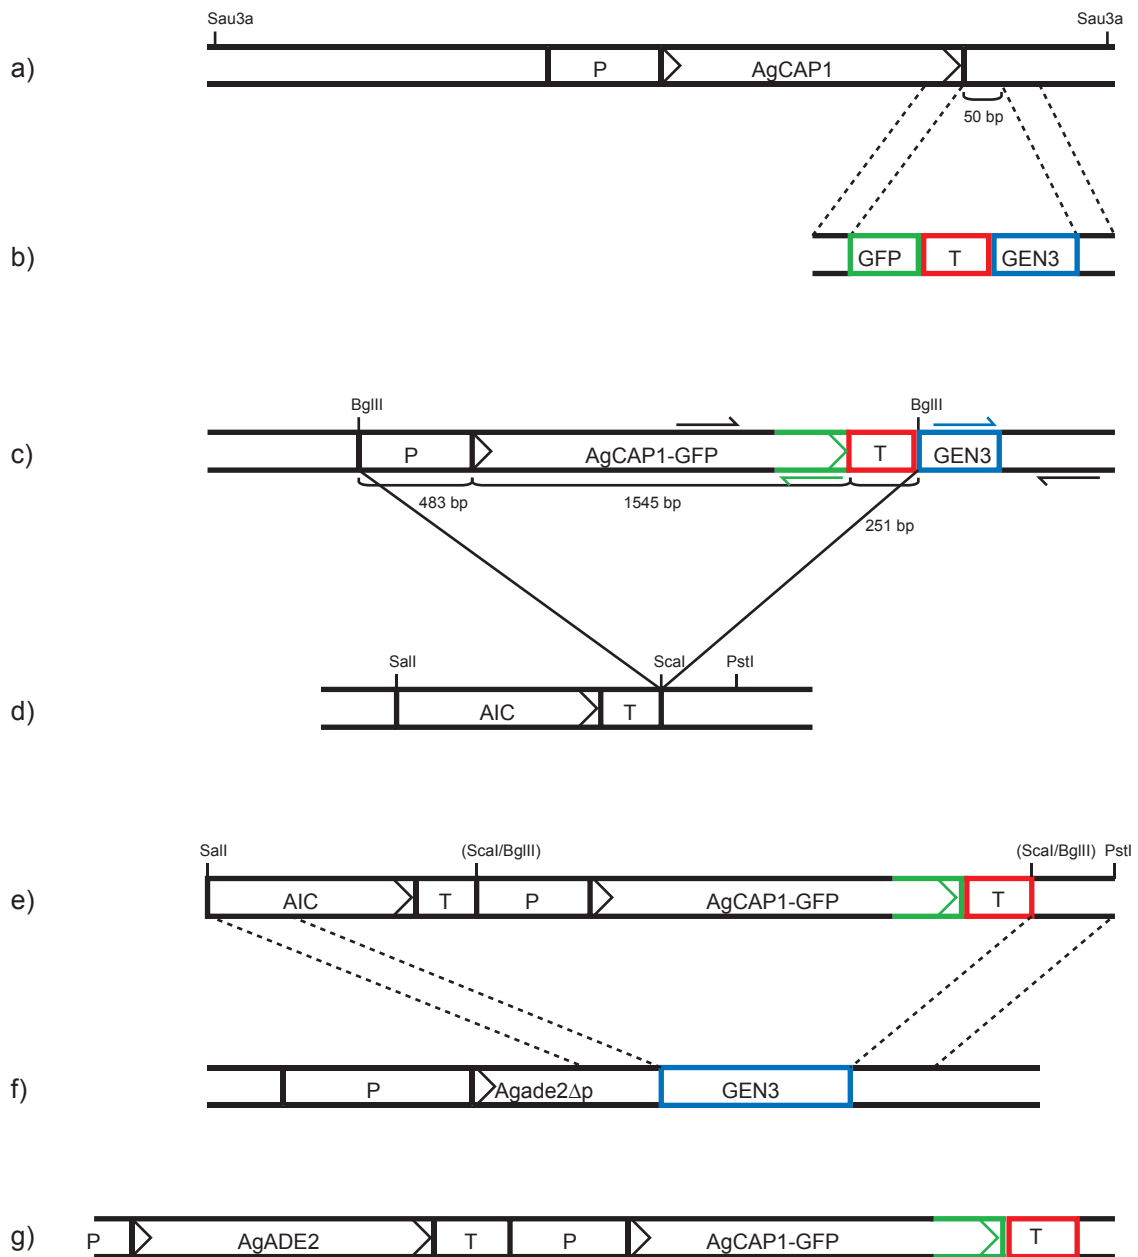 Sau3a Sau3a
a) P AgCAP1
50 bp
b) GFP T GEN3
BglII BglII
c) P AgCAP1-GFP T GEN3
483 bp 1545 bp
251 bp
SalI ScaI PstI
d) AIC T
SalI (ScaI/BglII) (ScaI/BglII) PstI
e) AIC T P AgCAP1-GFP T
f) P Agade2Δp GEN3
g) P AgADE2 T P AgCAP1-GFP T